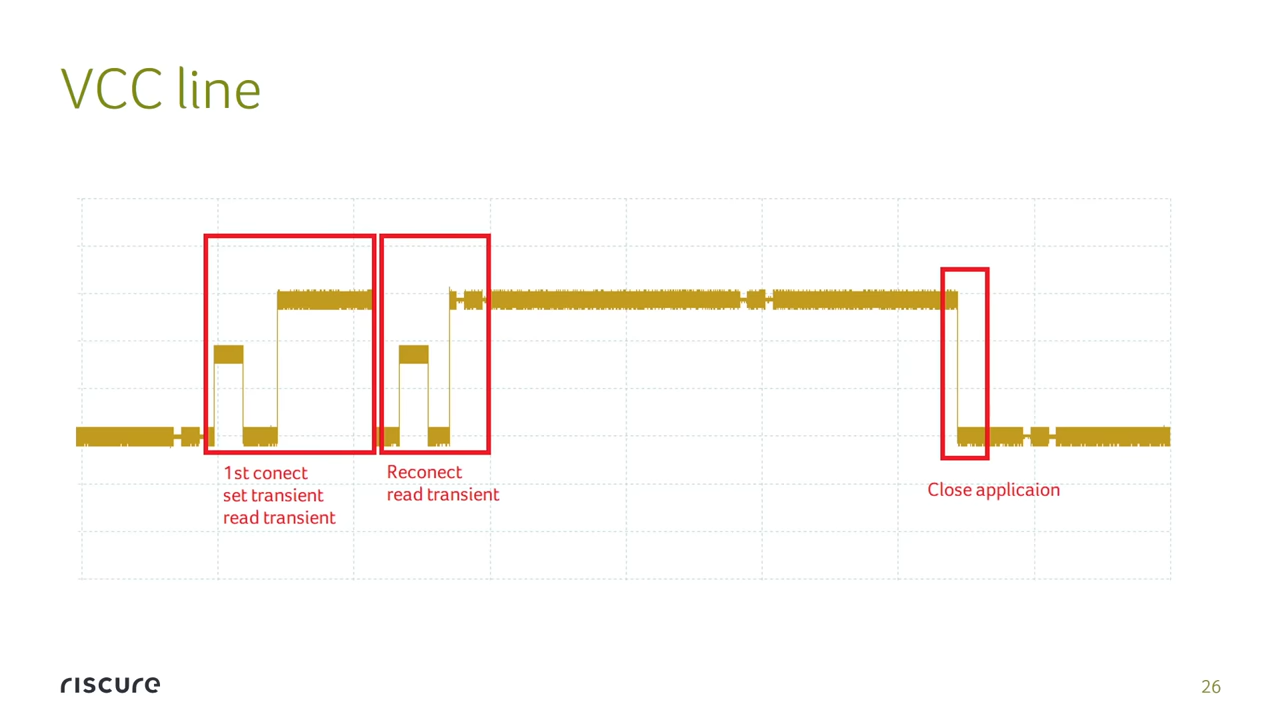 VCC line
1st conect
set transient
read transient
Reconect
read transient
Close applicaion
riscure
26